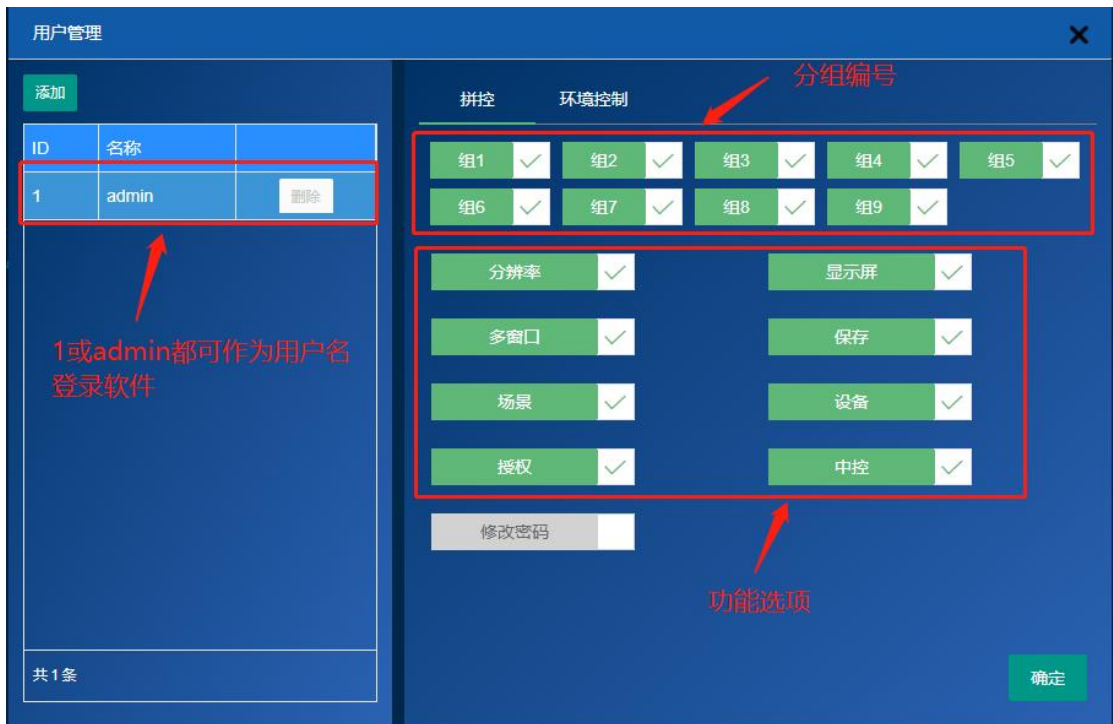 用户管理
添加
ID 名称
1 admin 删除
1或admin都可作为用户名
登录软件
共1条
拼控 环境控制
分组编号
组1 组2 组3 组4 组5
组6 组7 组8 组9
分辨率 显示屏
多窗口 保存
场景 设备
授权 中控
修改密码
功能选项
确定